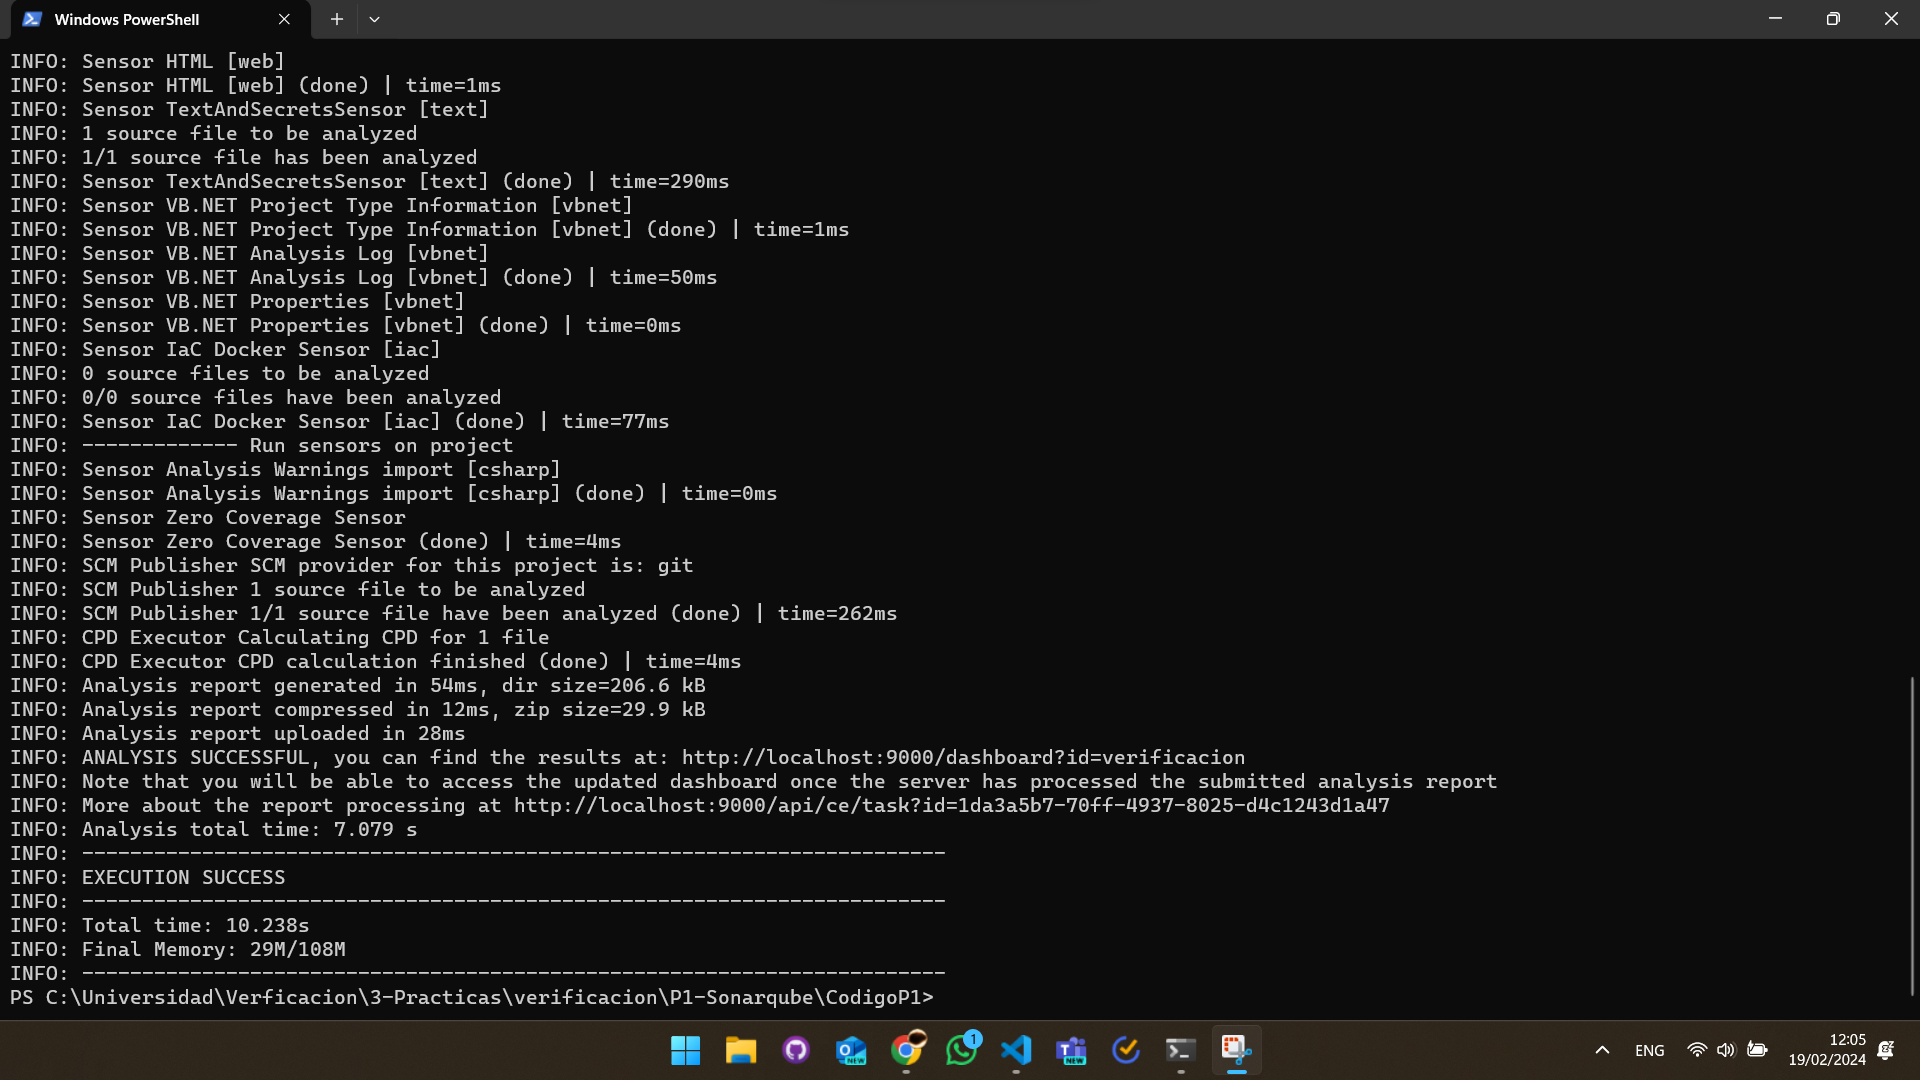 Windows PowerShell
INFO: Sensor HTML [web]
INFO: Sensor HTML [web] (done) | time=1ms
INFO: Sensor TextAndSecretsSensor [text]
INFO: 1 source file to be analyzed
INFO: 1/1 source file has been analyzed
INFO: Sensor TextAndSecretsSensor [text] (done) | time=290ms
INFO: Sensor VB.NET Project Type Information [vbnet]
INFO: Sensor VB.NET Project Type Information [vbnet] (done) | time=1ms
INFO: Sensor VB.NET Analysis Log [vbnet]
INFO: Sensor VB.NET Analysis Log [vbnet] (done) | time=50ms
INFO: Sensor VB.NET Properties [vbnet]
INFO: Sensor VB.NET Properties [vbnet] (done) | time=0ms
INFO: Sensor IaC Docker Sensor [iac]
INFO: 0 source files to be analyzed
INFO: 0/0 source files have been analyzed
INFO: Sensor IaC Docker Sensor [iac] (done) | time=77ms
INFO: ------------- Run sensors on project
INFO: Sensor Analysis Warnings import [csharp]
INFO: Sensor Analysis Warnings import [csharp] (done) | time=0ms
INFO: Sensor Zero Coverage Sensor
INFO: Sensor Zero Coverage Sensor (done) | time=4ms
INFO: SCM Publisher SCM provider for this project is: git
INFO: SCM Publisher 1 source file to be analyzed
INFO: SCM Publisher 1/1 source file have been analyzed (done) | time=262ms
INFO: CPD Executor Calculating CPD for 1 file
INFO: CPD Executor CPD calculation finished (done) | time=4ms
INFO: Analysis report generated in 54ms, dir size=206.6 kB
INFO: Analysis report compressed in 12ms, zip size=29.9 kB
INFO: Analysis report uploaded in 28ms
INFO: ANALYSIS SUCCESSFUL, you can find the results at: http://localhost:9000/dashboard?id=verificacion
INFO: Note that you will be able to access the updated dashboard once the server has processed the submitted analysis report
INFO: More about the report processing at http://localhost:9000/api/ce/task?id=1da3a5b7-70ff-4937-8025-d4c1243d1a47
INFO: Analysis total time: 7.079 s
INFO: ------------------------------------------------------------------------
INFO: EXECUTION SUCCESS
INFO: ------------------------------------------------------------------------
INFO: Total time: 10.238s
INFO: Final Memory: 29M/108M
INFO: ------------------------------------------------------------------------
PS C:\Universidad\Verficacion\3-Practicas\verificacion\P1-Sonarqube\CodigoP1>
NEW
1
NEW
ENG
12:05
19/02/2024